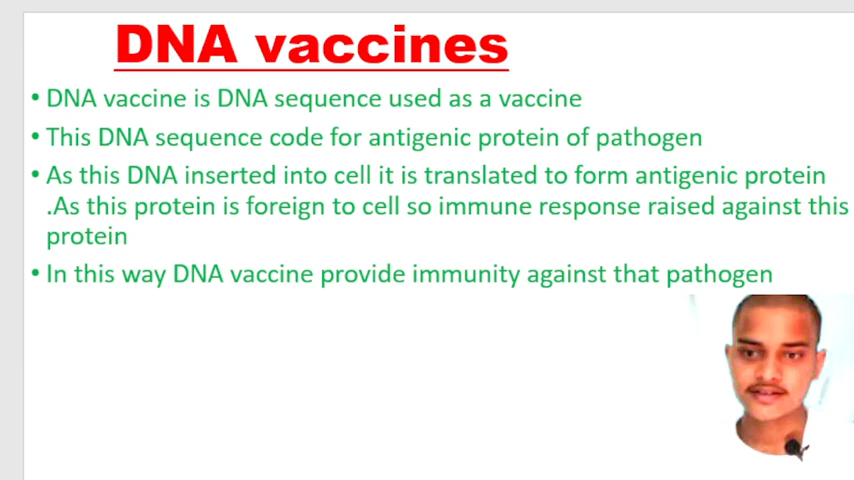 DNA vaccines
• DNA vaccine is DNA sequence used as a vaccine
• This DNA sequence code for antigenic protein of pathogen
• As this DNA inserted into cell it is translated to form antigenic protein
.As this protein is foreign to cell so immune response raised against this
protein
• In this way DNA vaccine provide immunity against that pathogen